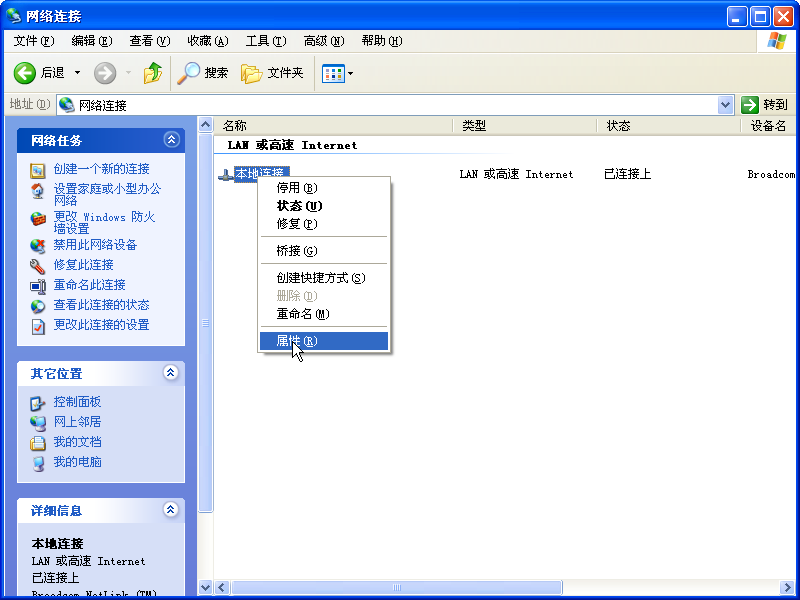 网络连接
文件(F) 编辑(E) 查看(V) 收藏(A) 工具(T) 高级(N) 帮助(H)
后退 搜索 文件夹
地址(D) 网络连接 转到
名称 类型 状态 设备名
LAN 或高速 Internet
本地连接 LAN 或高速 Internet 已连接上 Broadcom
停用(B)
状态(U)
修复(P)
桥接(G)
创建快捷方式(S)
删除(D)
重命名(M)
属性(R)
网络任务
创建一个新的连接
设置家庭或小型办公
网络
更改 Windows 防火
墙设置
禁用此网络设备
修复此连接
重命名此连接
查看此连接的状态
更改此连接的设置
其它位置
控制面板
网上邻居
我的文档
我的电脑
详细信息
本地连接
LAN 或高速 Internet
已连接上
Broadcom NetLink (TM)